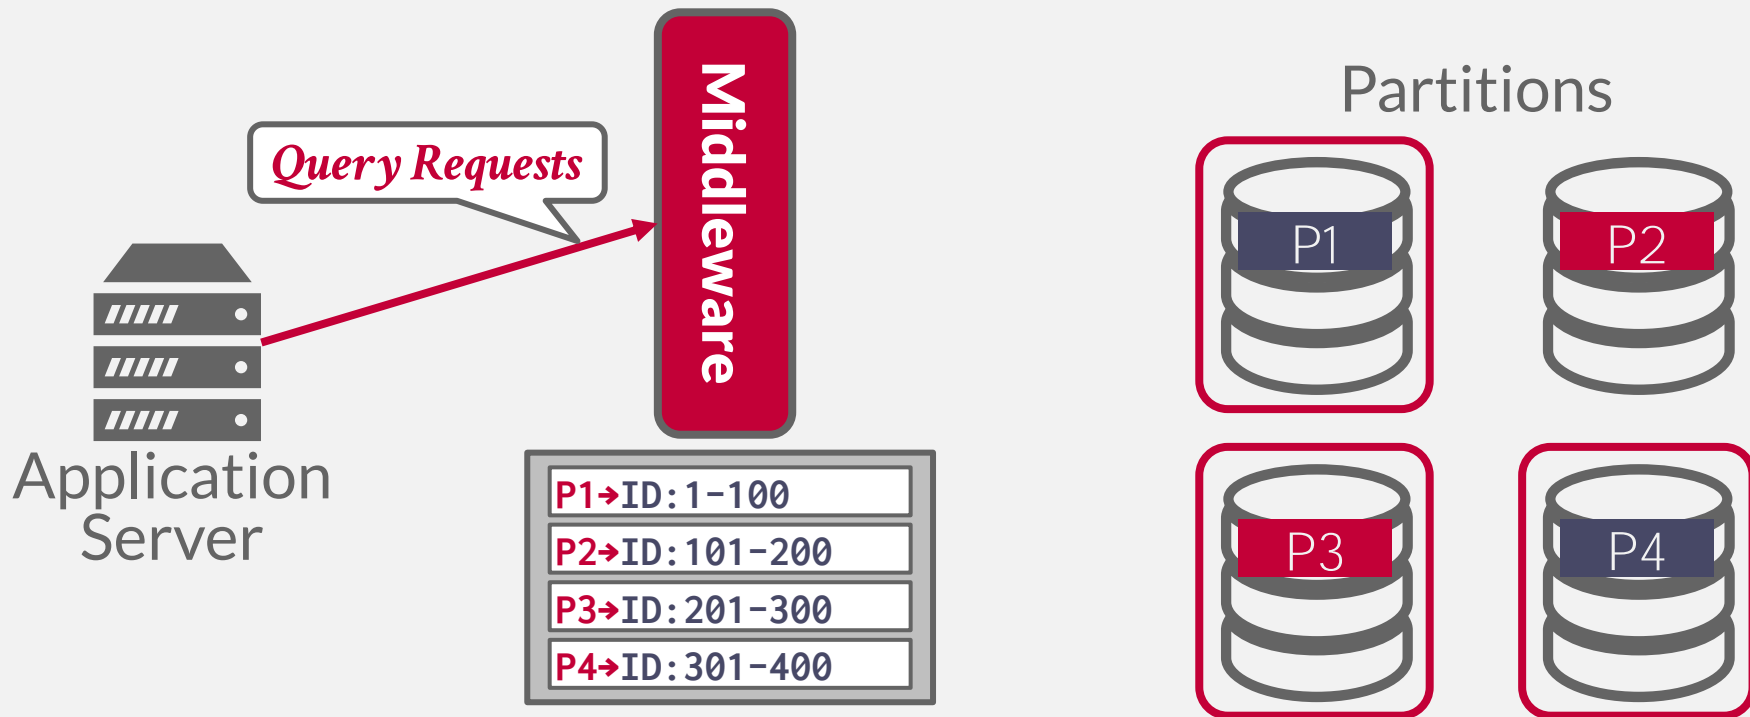 Middleware
Partitions
Query Requests
P1
P2
Application
Server
P1→ID:1-100
P2→ID:101-200
P3→ID:201-300
P4→ID:301-400
P3
P4